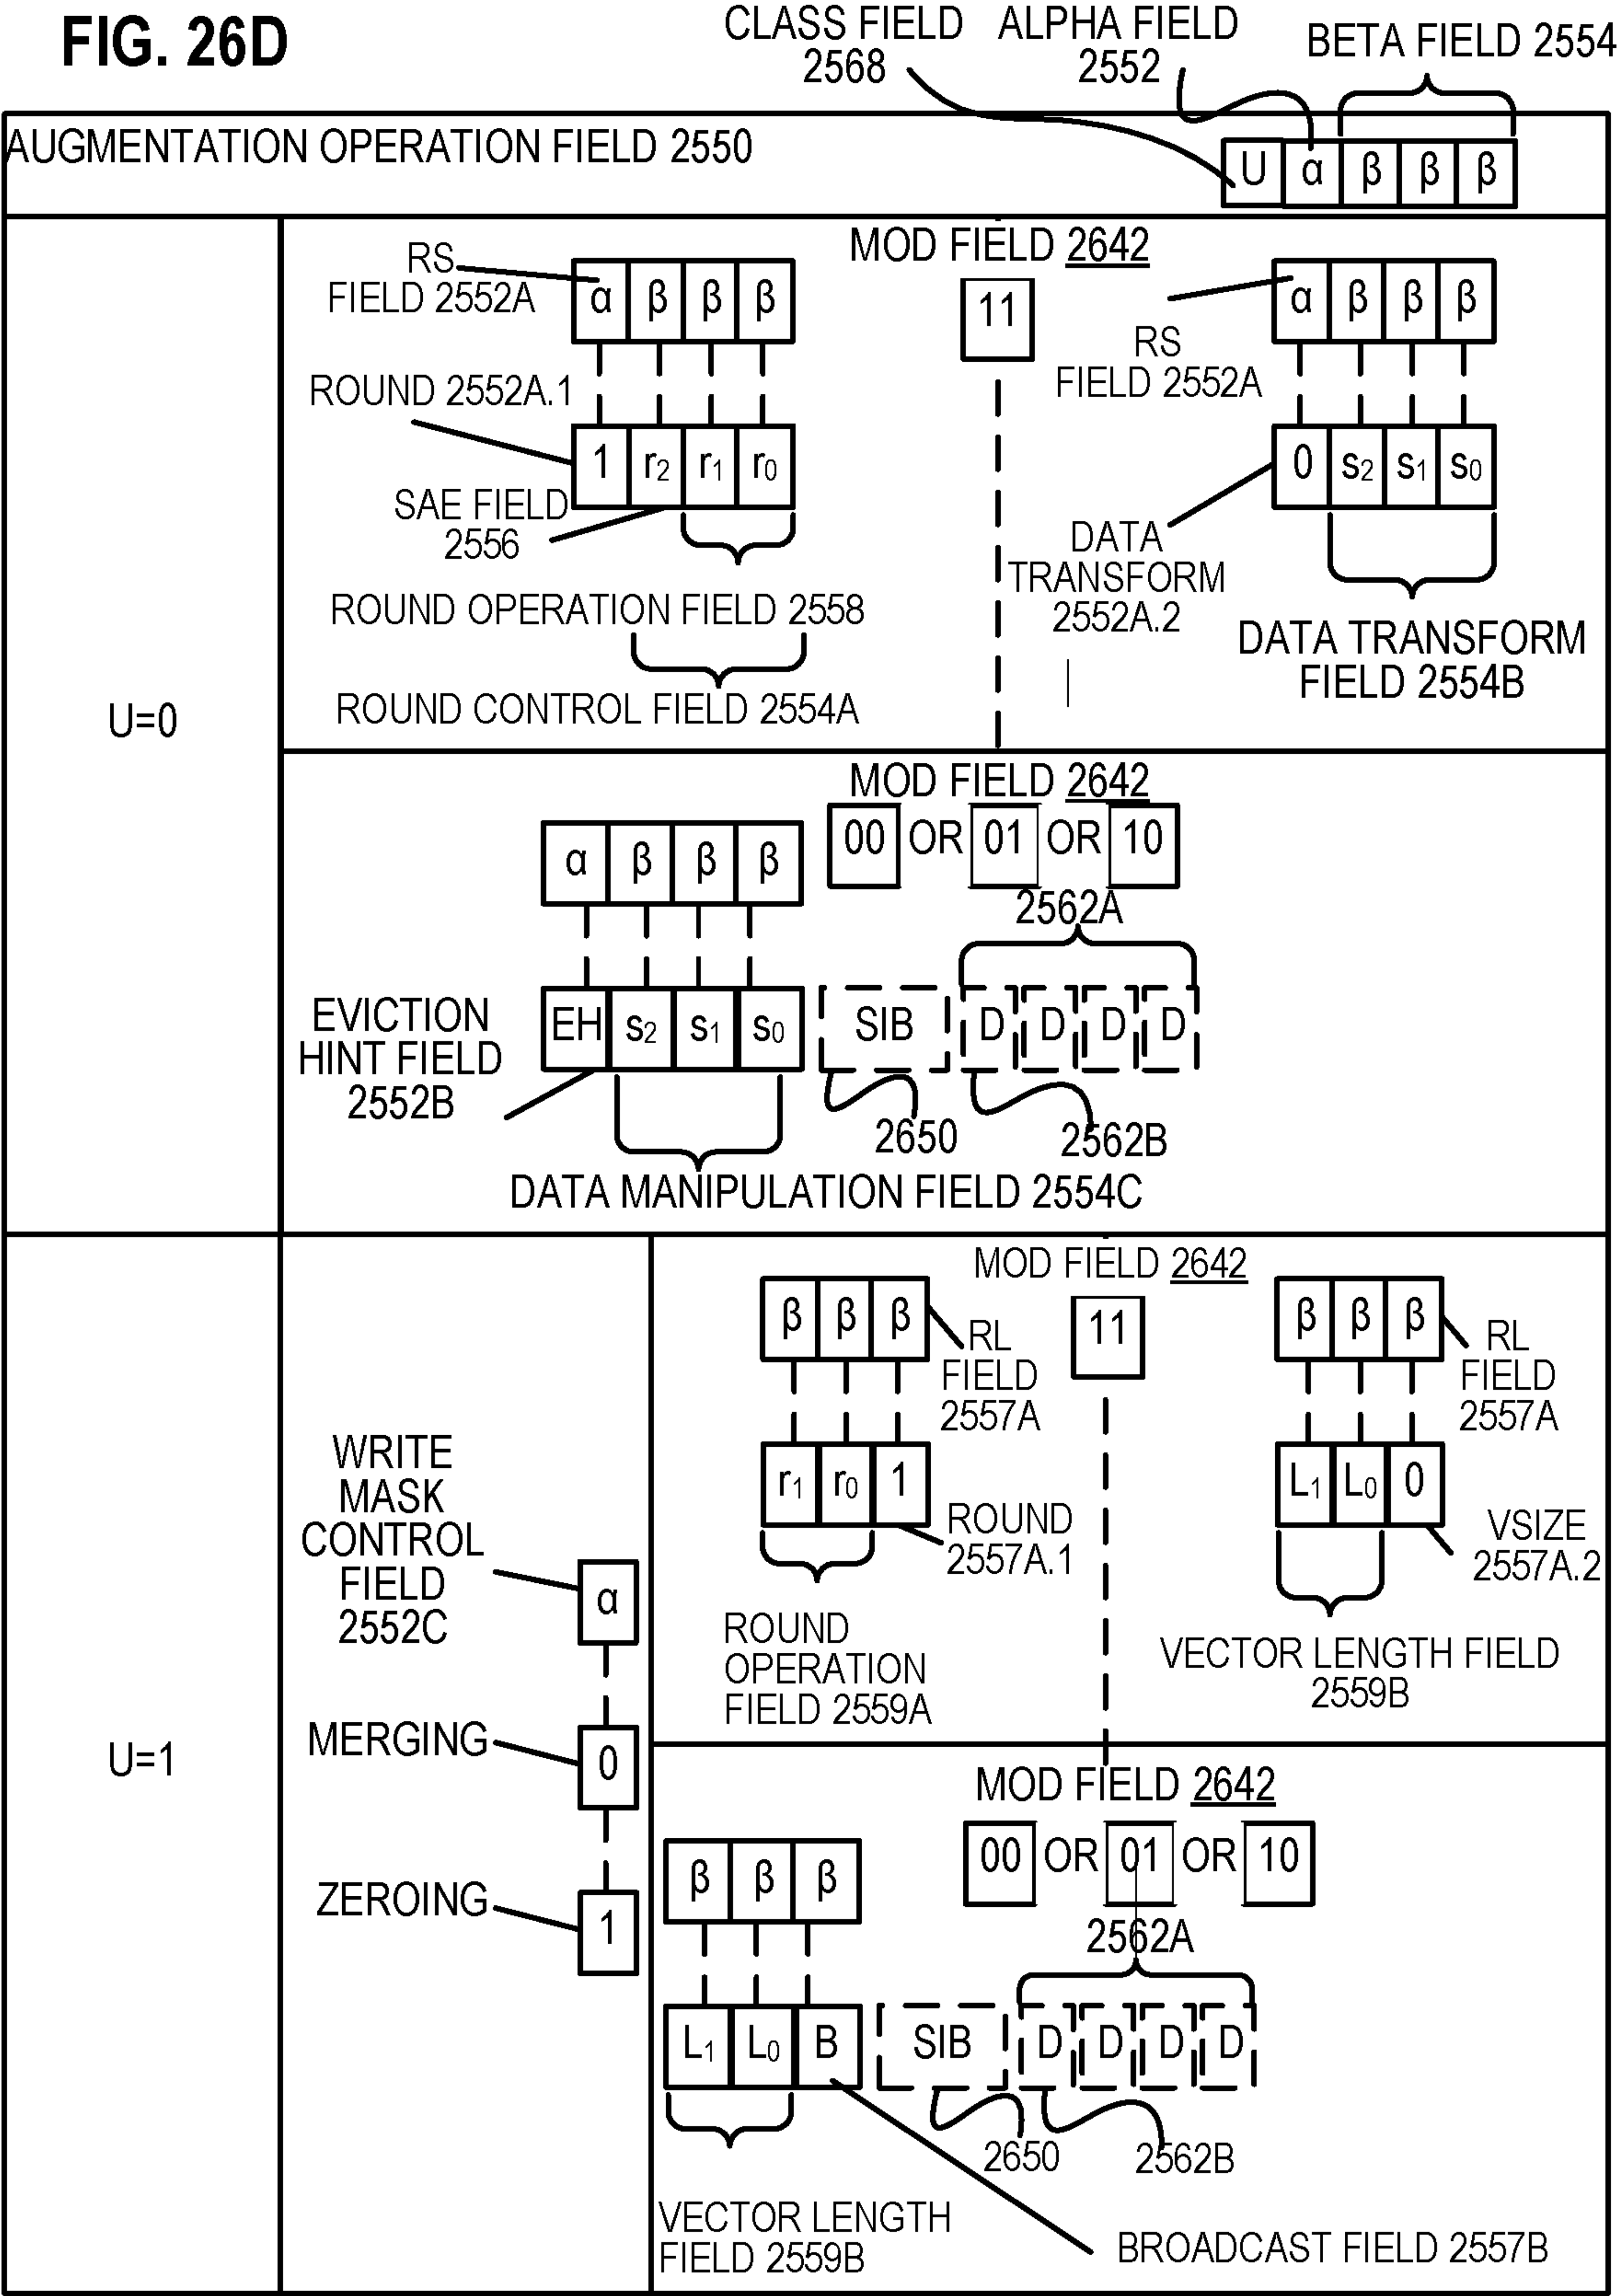 FIG. 26D
CLASS FIELD
2568
ALPHA FIELD
2552
BETA FIELD 2554
AUGMENTATION OPERATION FIELD 2550
U α β β β
U=0
MOD FIELD 2642
11
RS
FIELD 2552A
α β β β
ROUND 2552A.1
1 r2 r1 r0
SAE FIELD
2556
ROUND OPERATION FIELD 2558
ROUND CONTROL FIELD 2554A
α β β β
RS
FIELD 2552A
0 s2 s1 s0
DATA
TRANSFORM
2552A.2
DATA TRANSFORM
FIELD 2554B
MOD FIELD 2642
00 OR 01 OR 10
α β β β
2562A
EVICTION
HINT FIELD
2552B
EH s2 s1 s0 SIB D D D D
2650
2562B
DATA MANIPULATION FIELD 2554C
U=1
WRITE
MASK
CONTROL
FIELD
2552C
α
MERGING
0
ZEROING
1
MOD FIELD 2642
11
β β β
RL
FIELD
2557A
r1 r0 1
ROUND
2557A.1
ROUND
OPERATION
FIELD 2559A
β β β
RL
FIELD
2557A
L1 L0 0
VSIZE
2557A.2
VECTOR LENGTH FIELD
2559B
MOD FIELD 2642
00 OR 01 OR 10
β β β
2562A
L1 L0 B SIB D D D D
2650
2562B
VECTOR LENGTH
FIELD 2559B
BROADCAST FIELD 2557B